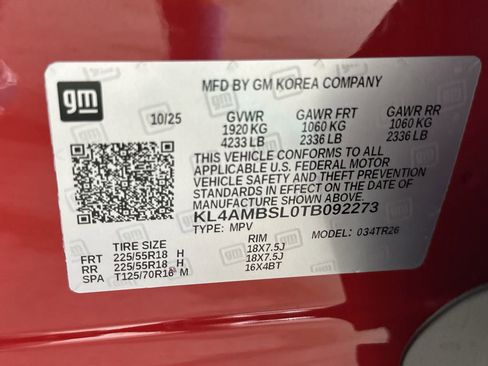 gm
MFD BY GM KOREA COMPANY
10/25 GVWR GAWR FRT GAWR RR
1920 KG 1060 KG 1060 KG
4233 LB 2336 LB 2336 LB
THIS VEHICLE CONFORMS TO ALL
APPLICABLE U.S. FEDERAL MOTOR
VEHICLE SAFETY AND THEFT PREVENTION
STANDARDS IN EFFECT ON THE DATE OF
MANUFACTURE SHOWN ABOVE.
KL4AMBSL0TB092273
TYPE: MPV MODEL: 034TR26
TIRE SIZE RIM
FRT 225/55R18 H 18X7.5J
RR 225/55R18 H 18X7.5J
SPA T125/70R16 M 16X4BT